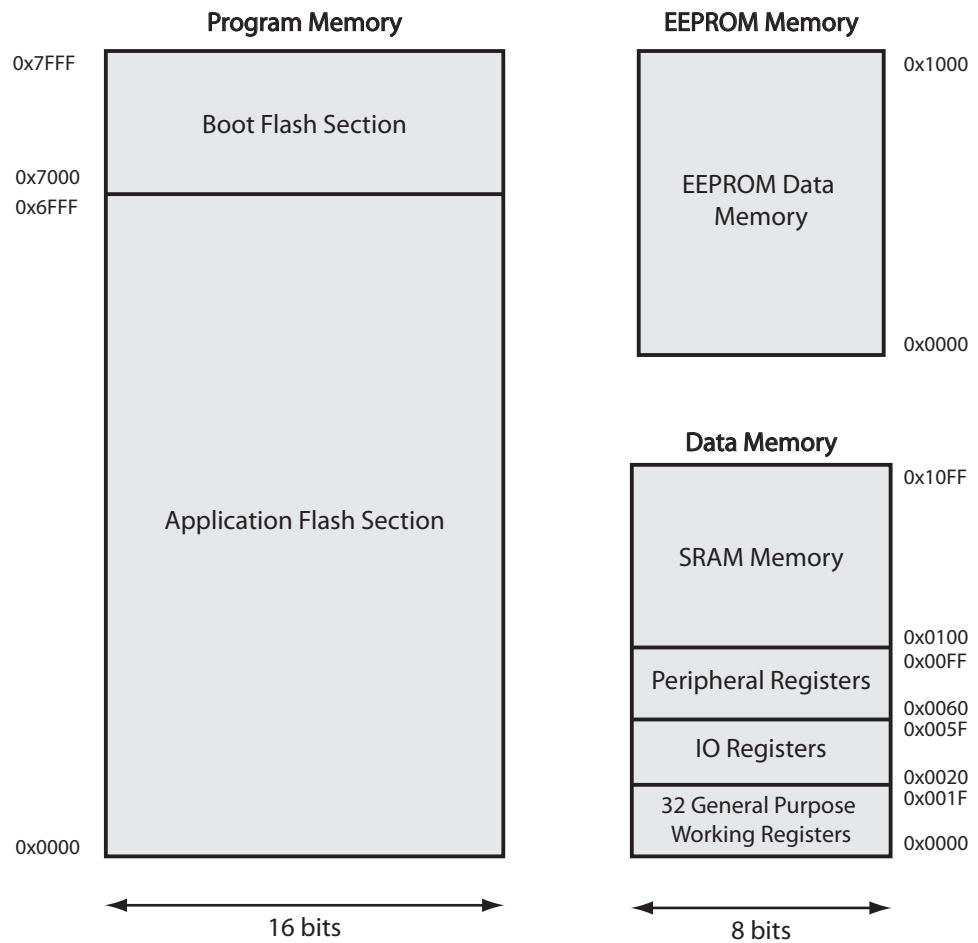 Program Memory
0x7FFF
Boot Flash Section
0x7000
0x6FFF
Application Flash Section
0x0000
16 bits
EEPROM Memory
0x1000
EEPROM Data
Memory
0x0000
Data Memory
0x10FF
SRAM Memory
0x0100
0x00FF
Peripheral Registers
0x0060
0x005F
IO Registers
0x0020
0x001F
32 General Purpose
Working Registers
0x0000
8 bits